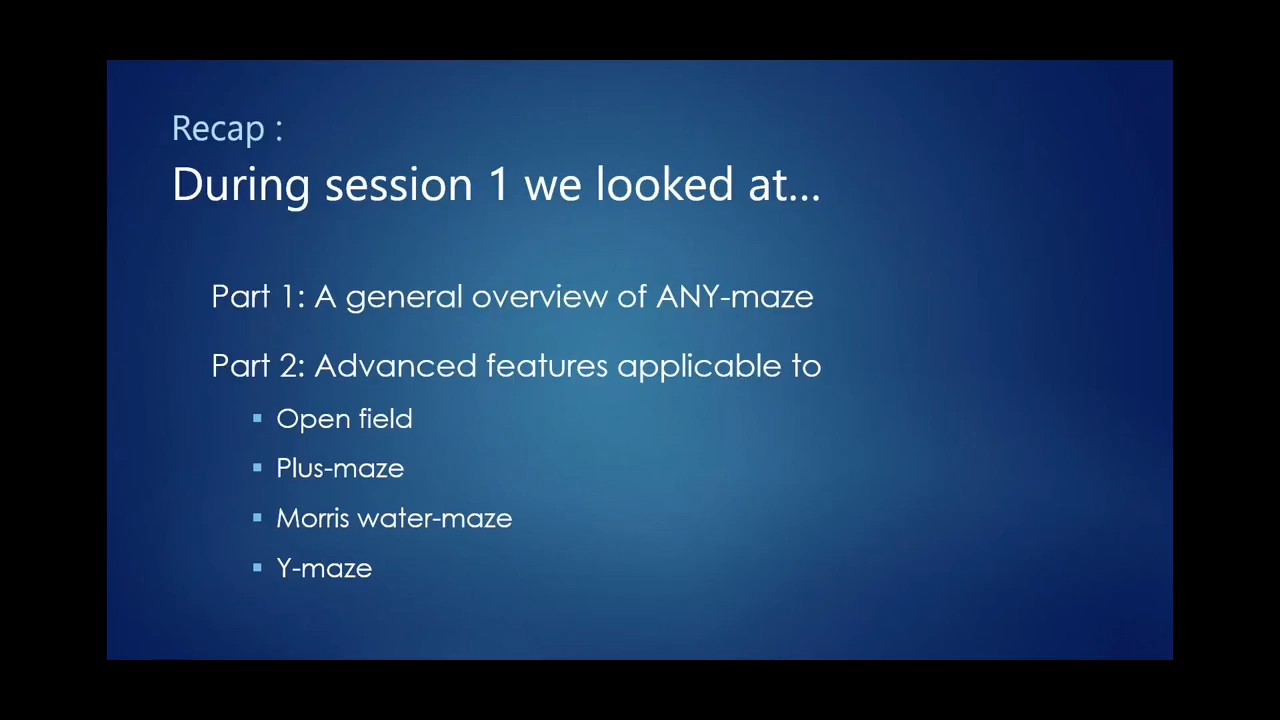 Recap :
During session 1 we looked at...
Part 1: A general overview of ANY-maze
Part 2: Advanced features applicable to
▪ Open field
▪ Plus-maze
▪ Morris water-maze
▪ Y-maze